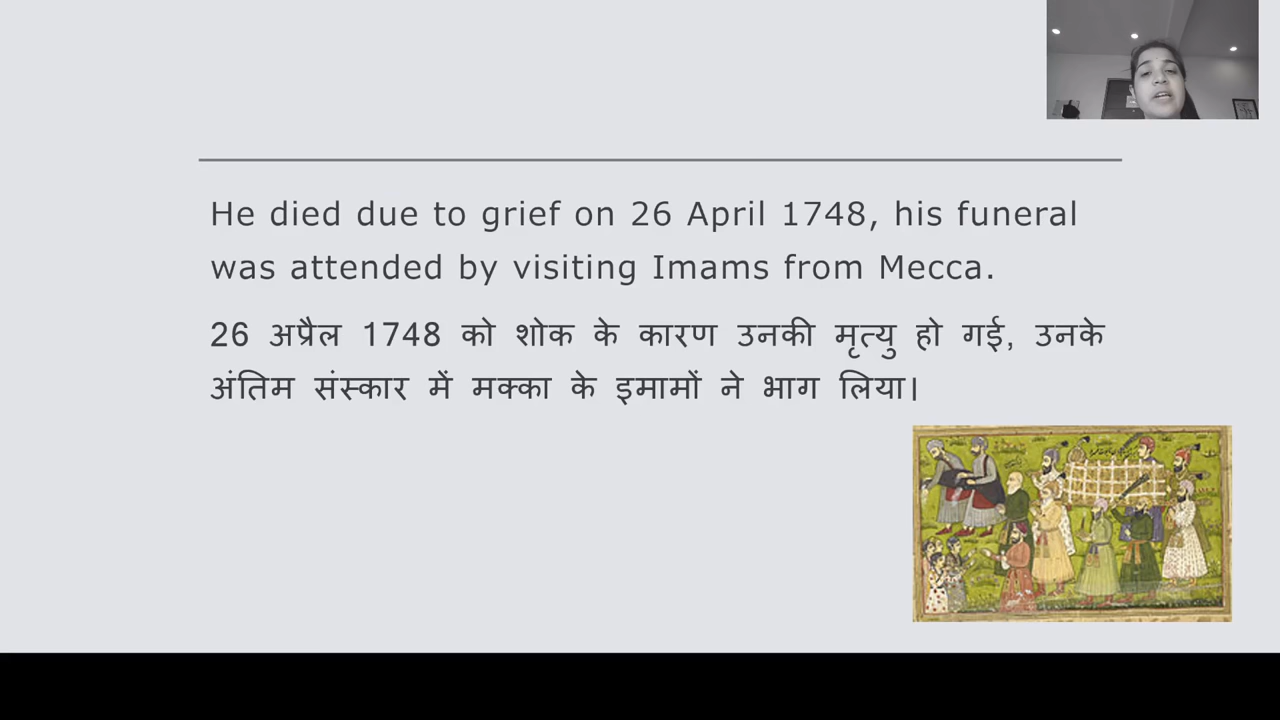 He died due to grief on 26 April 1748, his funeral
was attended by visiting Imams from Mecca.
26 अप्रैल 1748 को शोक के कारण उनकी मृत्यु हो गई, उनके
अंतिम संस्कार में मक्का के इमामों ने भाग लिया।